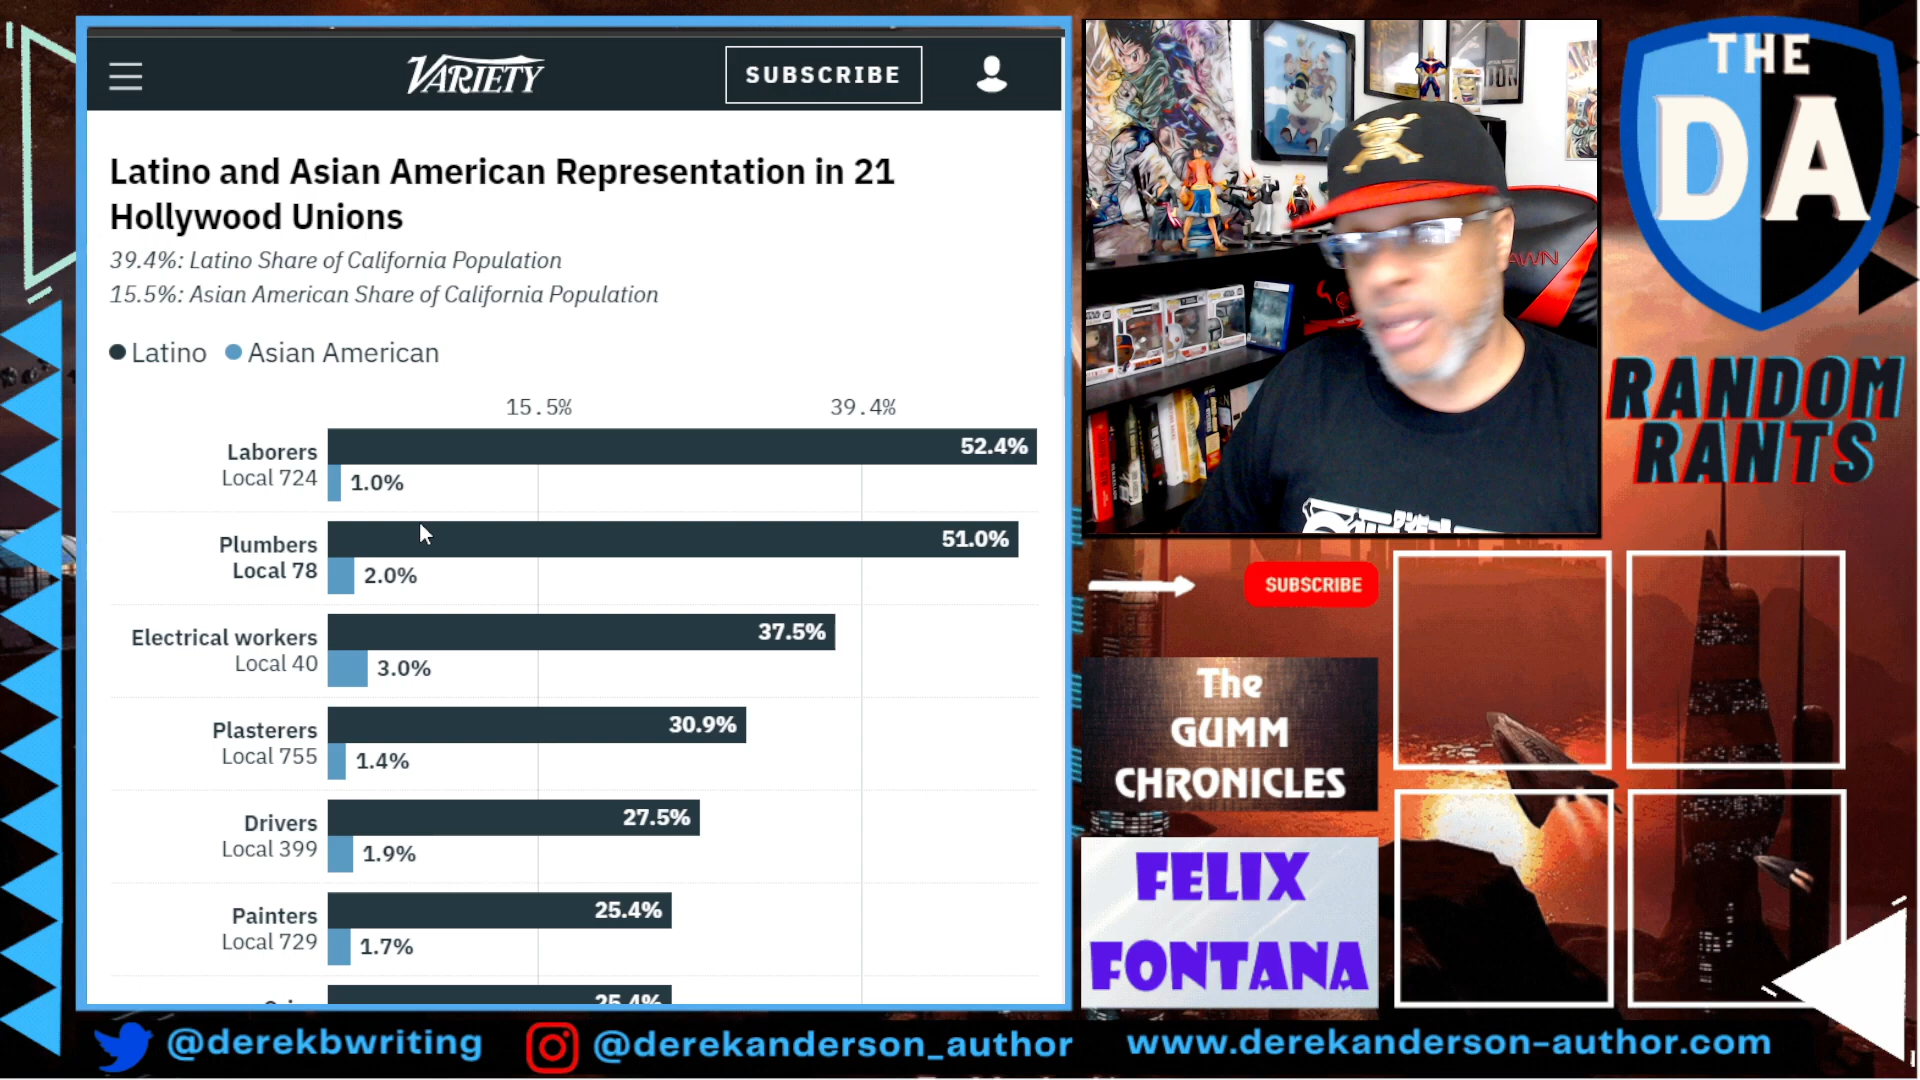 VARIETY
SUBSCRIBE
Latino and Asian American Representation in 21
Hollywood Unions
39.4%: Latino Share of California Population
15.5%: Asian American Share of California Population
Latino Asian American
15.5% 39.4%
Laborers
Local 724
52.4%
1.0%
Plumbers
Local 78
51.0%
2.0%
Electrical workers
Local 40
37.5%
3.0%
Plasterers
Local 755
30.9%
1.4%
Drivers
Local 399
27.5%
1.9%
Painters
Local 729
25.4%
1.7%
25.4%
AWN
THE
DA
RANDOM
RANTS
SUBSCRIBE
The
GUMM
CHRONICLES
FELIX
FONTANA
@derekbwriting
@derekanderson_author
www.derekanderson-author.com